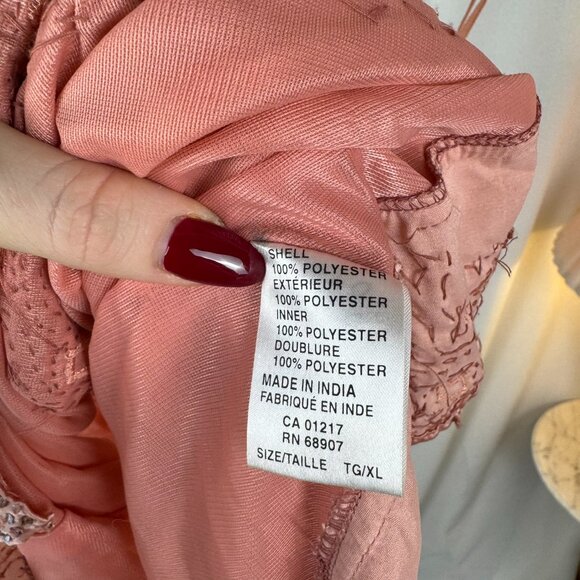 SHELL
100% POLYESTER
EXTÉRIEUR
100% POLYESTER
INNER
100% POLYESTER
DOUBLURE
100% POLYESTER
MADE IN INDIA
FABRIQUÉ EN INDE
CA 01217
RN 68907
SIZE/TAILLE TG/XL